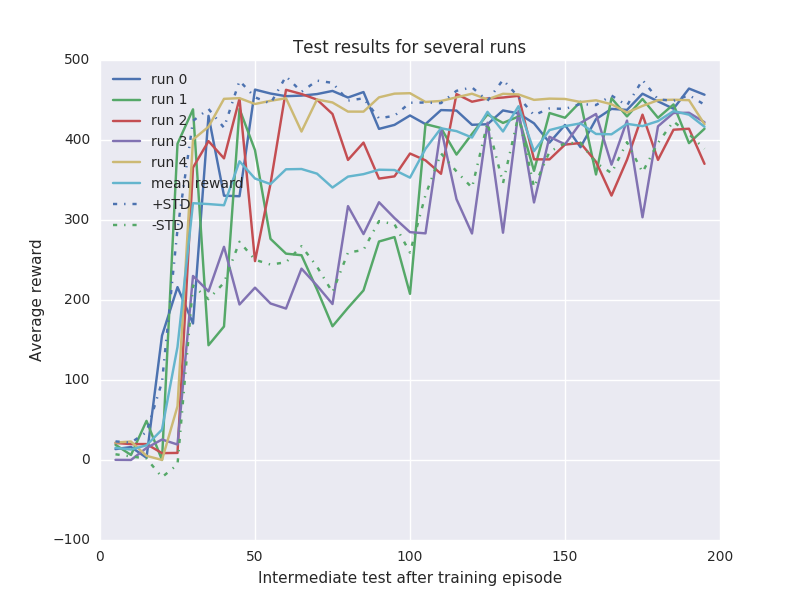 Test results for several runs
500
400
300
200
100
0
−100
Average reward
run 0
run 1
run 2
run 3
run 4
mean reward
+STD
-STD
0 50 100 150 200
Intermediate test after training episode